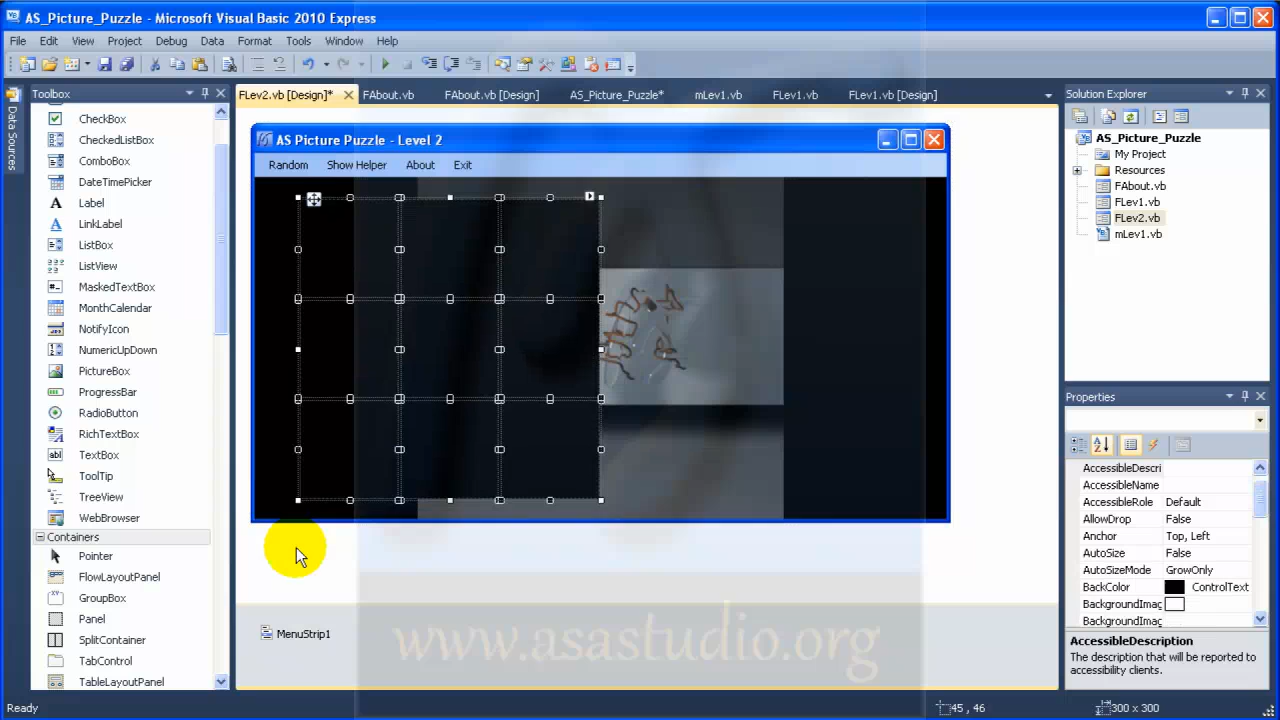 AS_Picture_Puzzle - Microsoft Visual Basic 2010 Express
File Edit View Project Debug Data Format Tools Window Help
Data Sources
Toolbox
CheckBox
CheckedListBox
ComboBox
DateTimePicker
Label
LinkLabel
ListBox
ListView
MaskedTextBox
MonthCalendar
NotifyIcon
NumericUpDown
PictureBox
ProgressBar
RadioButton
RichTextBox
TextBox
ToolTip
TreeView
WebBrowser
Containers
Pointer
FlowLayoutPanel
GroupBox
Panel
SplitContainer
TabControl
TableLayoutPanel
FLev2.vb [Design]* FAbout.vb FAbout.vb [Design] AS_Picture_Puzzle* mLev1.vb FLev1.vb FLev1.vb [Design]
AS Picture Puzzle - Level 2
Random Show Helper About Exit
MenuStrip1
www.asastudio.org
Solution Explorer
AS_Picture_Puzzle
My Project
Resources
FAbout.vb
FLev1.vb
FLev2.vb
mLev1.vb
Properties
AccessibleDescri
AccessibleName
AccessibleRole Default
AllowDrop False
Anchor Top, Left
AutoSize False
AutoSizeMode GrowOnly
BackColor ControlText
BackgroundImag
BackgroundImag
AccessibleDescription
The description that will be reported to
accessibility clients.
Ready 45 , 46 300 x 300